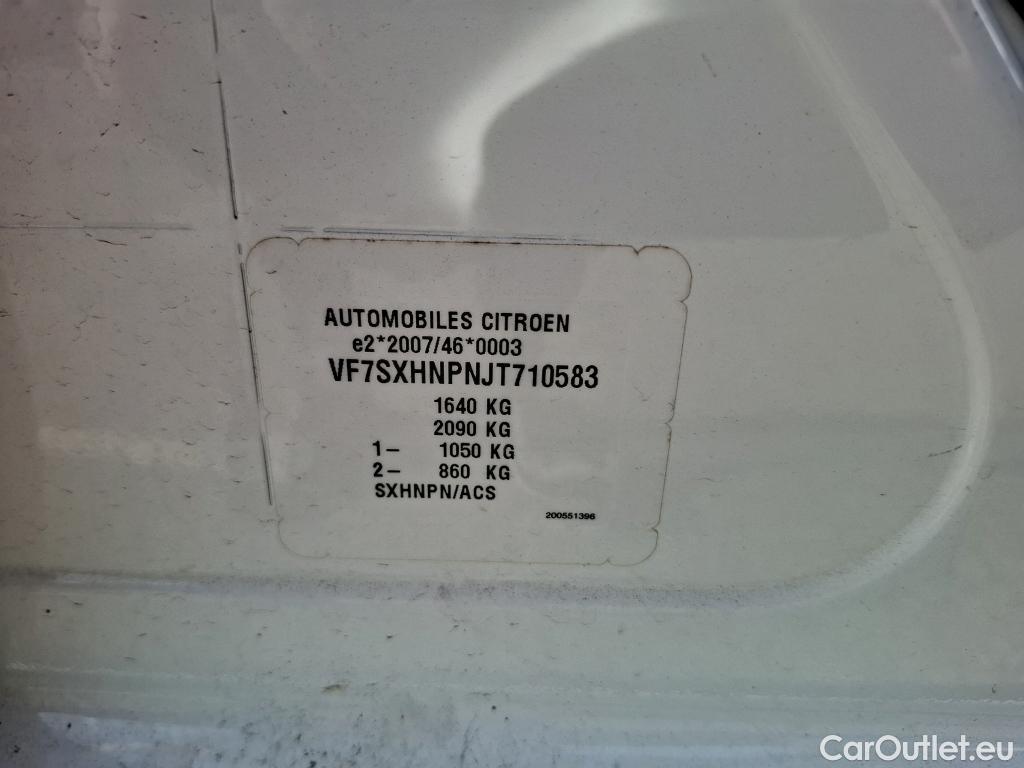 AUTOMOBILES CITROEN
e2*2007/46*0003
VF7SXHNPNJT710583
1640 KG
2090 KG
1- 1050 KG
2- 860 KG
SXHNPN/ACS
200551396
CarOutlet.eu